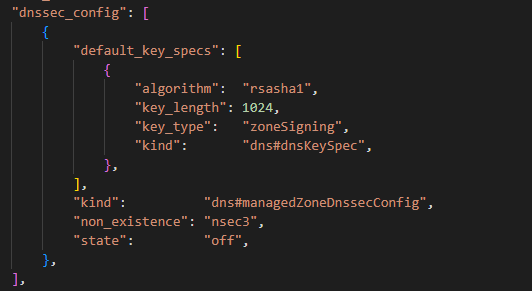 "dnssec_config": [
{
"default_key_specs": [
{
"algorithm": "rsasha1",
"key_length": 1024,
"key_type": "zoneSigning",
"kind": "dns#dnsKeySpec",
},
],
"kind": "dns#managedZoneDnssecConfig",
"non_existence": "nsec3",
"state": "off",
},
],